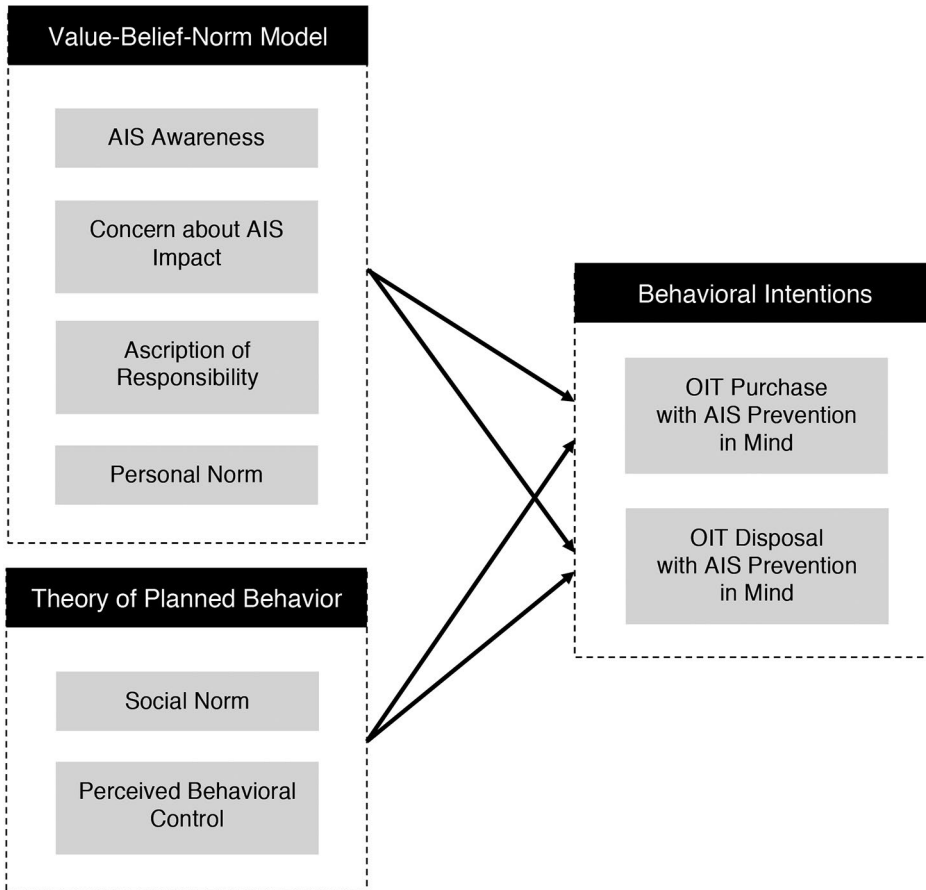 Value-Belief-Norm Model
AIS Awareness
Concern about AIS
Impact
Ascription of
Responsibility
Personal Norm
Theory of Planned Behavior
Social Norm
Perceived Behavioral
Control
Behavioral Intentions
OIT Purchase
with AIS Prevention
in Mind
OIT Disposal
with AIS Prevention
in Mind